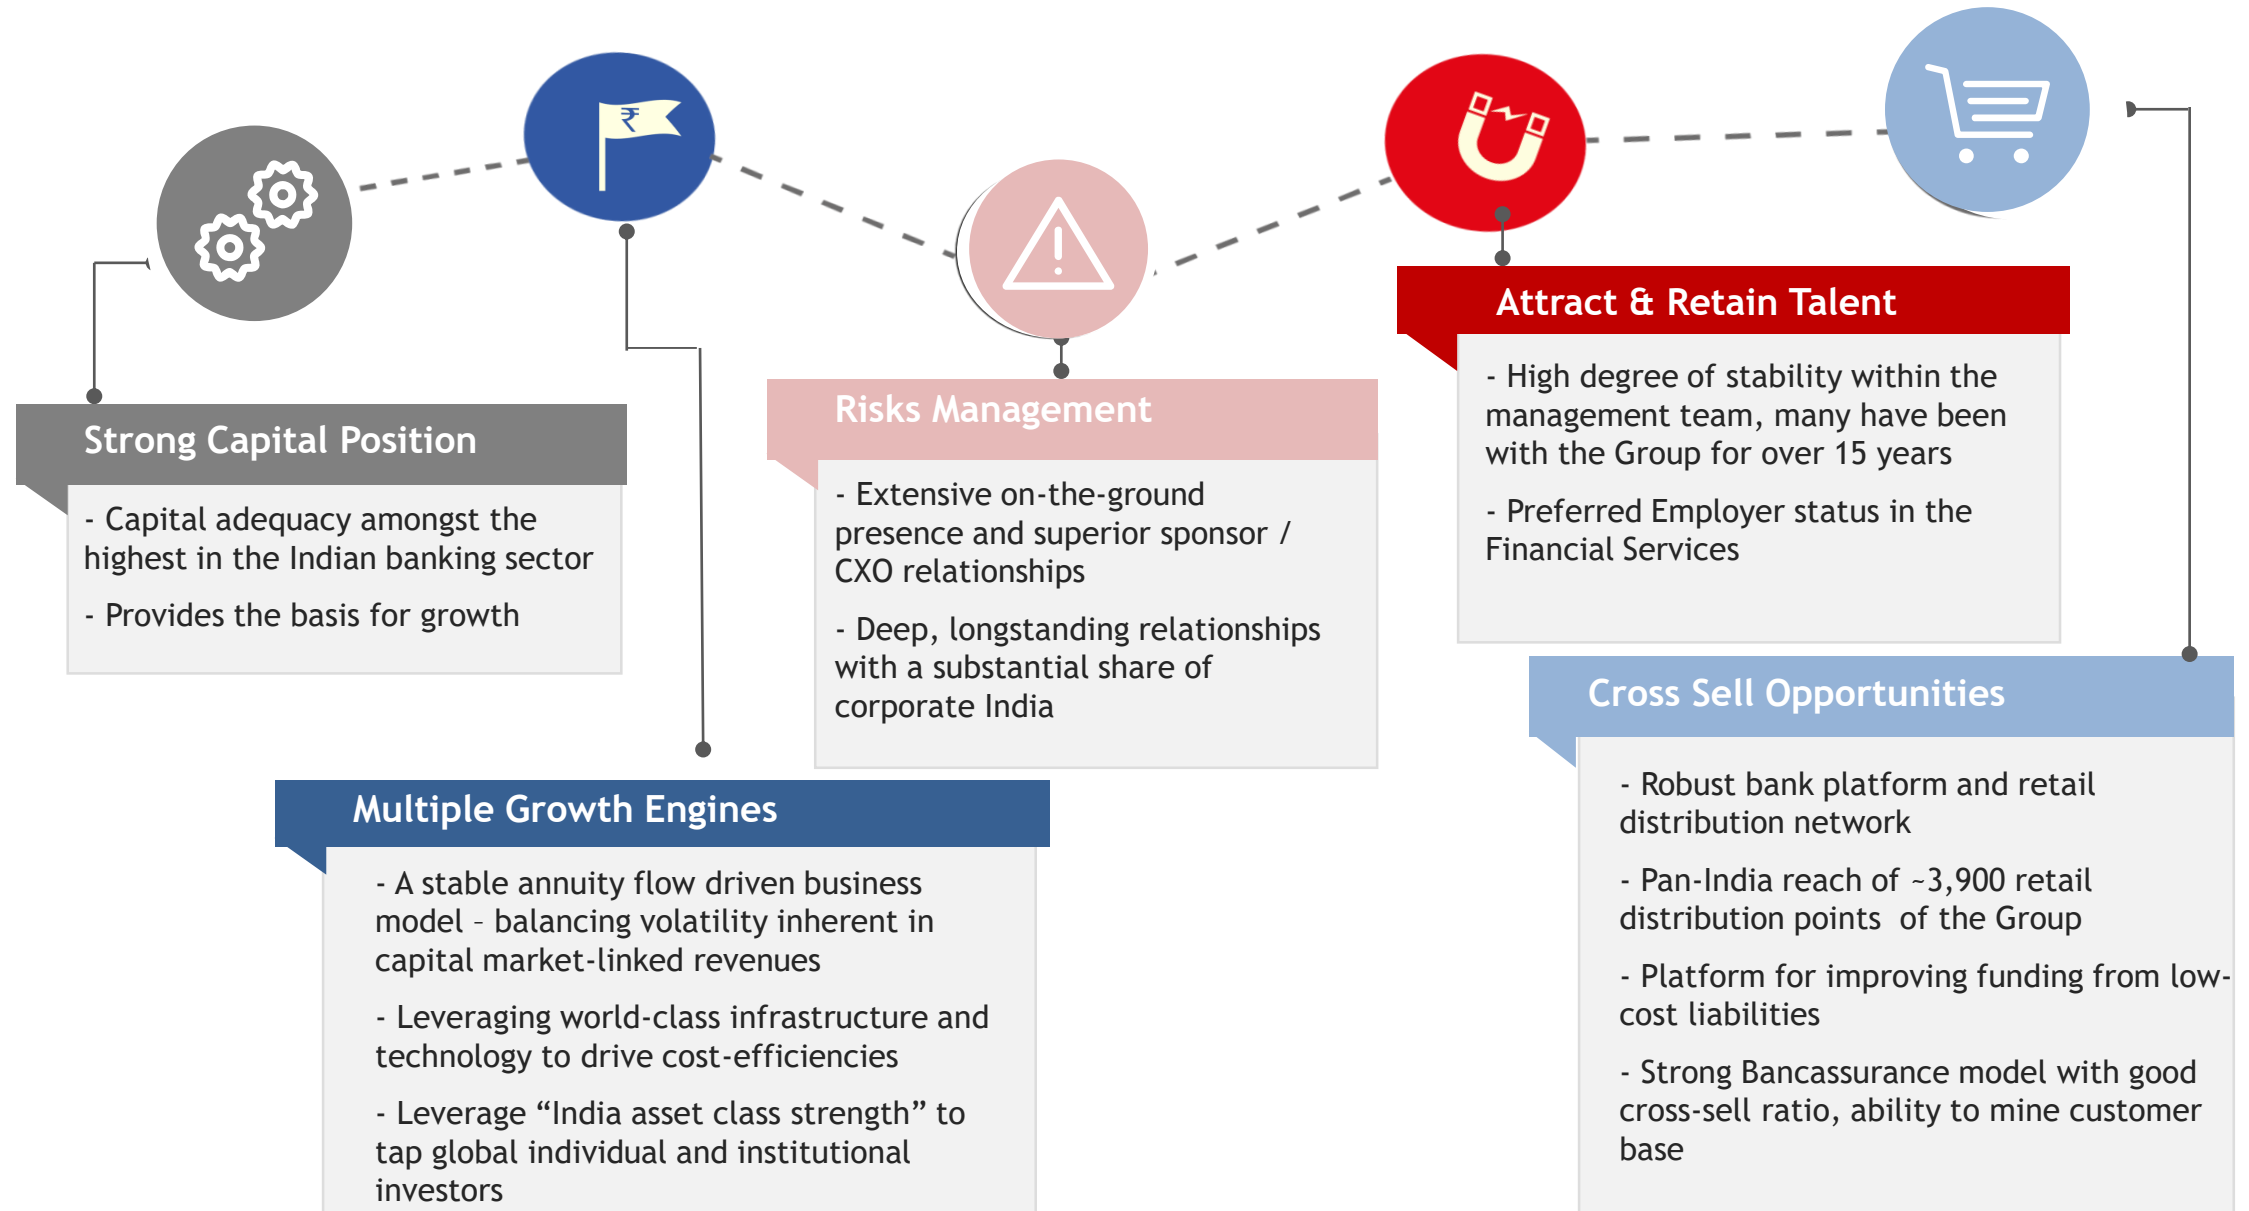 ₹
Strong Capital Position
- Capital adequacy amongst the
highest in the Indian banking sector
- Provides the basis for growth
Multiple Growth Engines
- A stable annuity flow driven business
model – balancing volatility inherent in
capital market-linked revenues
- Leveraging world-class infrastructure and
technology to drive cost-efficiencies
- Leverage “India asset class strength” to
tap global individual and institutional
investors
Risks Management
- Extensive on-the-ground
presence and superior sponsor /
CXO relationships
- Deep, longstanding relationships
with a substantial share of
corporate India
Attract & Retain Talent
- High degree of stability within the
management team, many have been
with the Group for over 15 years
- Preferred Employer status in the
Financial Services
Cross Sell Opportunities
- Robust bank platform and retail
distribution network
- Pan-India reach of ~3,900 retail
distribution points  of the Group
- Platform for improving funding from low-
cost liabilities
- Strong Bancassurance model with good
cross-sell ratio, ability to mine customer
base